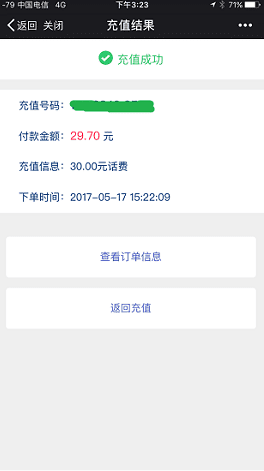 -79 中国电信 4G 下午3:23 71%
返回 关闭 充值结果
充值成功
充值号码：
付款金额：29.70 元
充值信息：30.00元话费
下单时间：2017-05-17 15:22:09
查看订单信息
返回充值